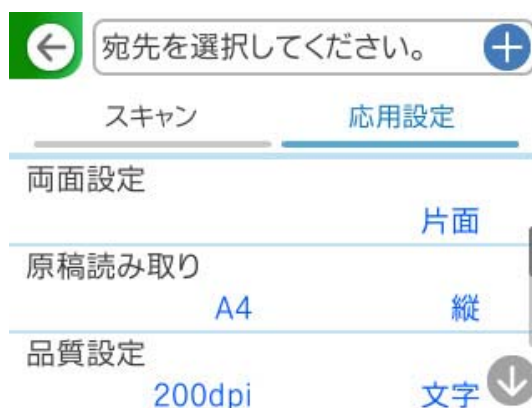 宛先を選択してください。
スキャン 応用設定
両面設定
片面
原稿読み取り
A4 縦
品質設定
200dpi 文字